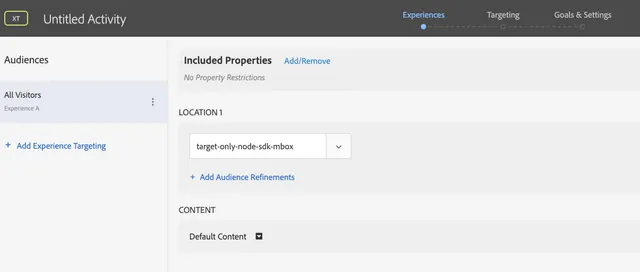 XT
Untitled Activity
Experiences
Targeting
Goals & Settings
Audiences
All Visitors
Experience A
+ Add Experience Targeting
Included Properties
Add/Remove
No Property Restrictions
LOCATION 1
target-only-node-sdk-mbox
+ Add Audience Refinements
CONTENT
Default Content